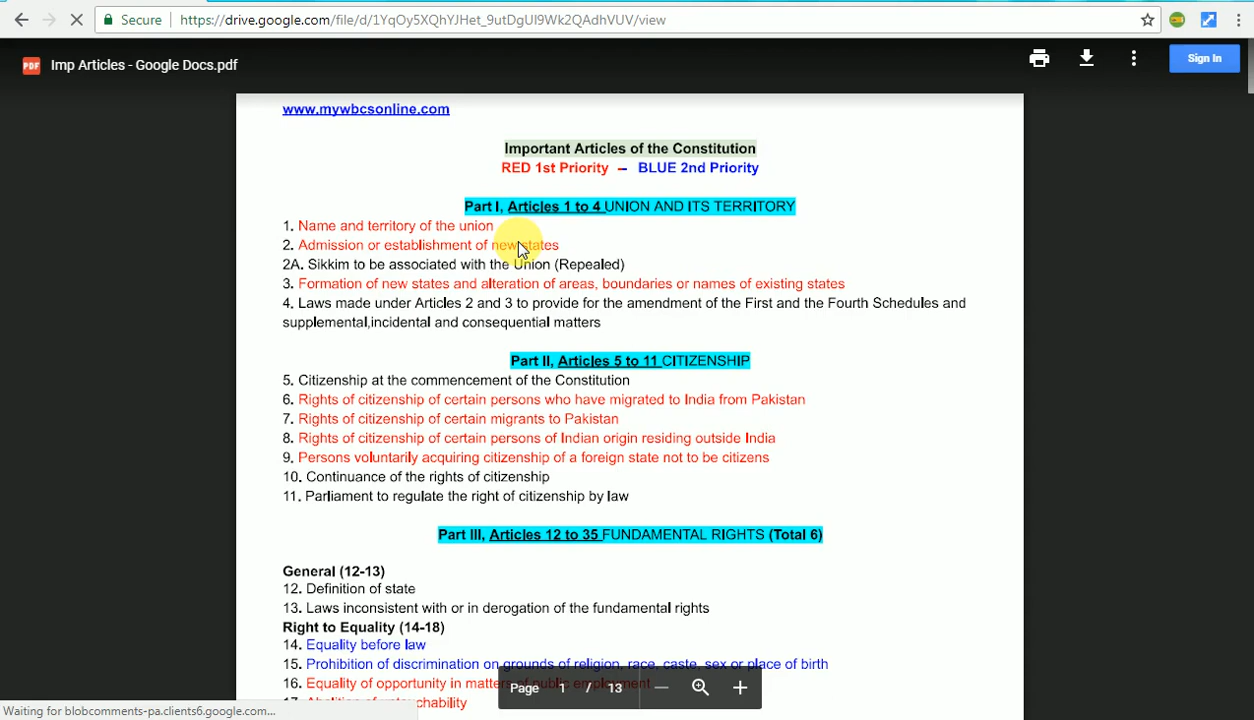 Secure
https://drive.google.com/file/d/1YqOy5XQhYJHet_9utDgUl9Wk2QAdhVUV/view
PDF
Imp Articles - Google Docs.pdf
Sign In
www.mywbcsonline.com
Important Articles of the Constitution
RED 1st Priority – BLUE 2nd Priority
Part I, Articles 1 to 4 UNION AND ITS TERRITORY
1. Name and territory of the union
2. Admission or establishment of new states
2A. Sikkim to be associated with the Union (Repealed)
3. Formation of new states and alteration of areas, boundaries or names of existing states
4. Laws made under Articles 2 and 3 to provide for the amendment of the First and the Fourth Schedules and
supplemental,incidental and consequential matters
Part II, Articles 5 to 11 CITIZENSHIP
5. Citizenship at the commencement of the Constitution
6. Rights of citizenship of certain persons who have migrated to India from Pakistan
7. Rights of citizenship of certain migrants to Pakistan
8. Rights of citizenship of certain persons of Indian origin residing outside India
9. Persons voluntarily acquiring citizenship of a foreign state not to be citizens
10. Continuance of the rights of citizenship
11. Parliament to regulate the right of citizenship by law
Part III, Articles 12 to 35 FUNDAMENTAL RIGHTS (Total 6)
General (12-13)
12. Definition of state
13. Laws inconsistent with or in derogation of the fundamental rights
Right to Equality (14-18)
14. Equality before law
15. Prohibition of discrimination on grounds of religion, race, caste, sex or place of birth
16. Equality of opportunity in matters of public employment
17. Abolition of untouchability
Page 1 / 13
Waiting for blobcomments-pa.clients6.google.com...